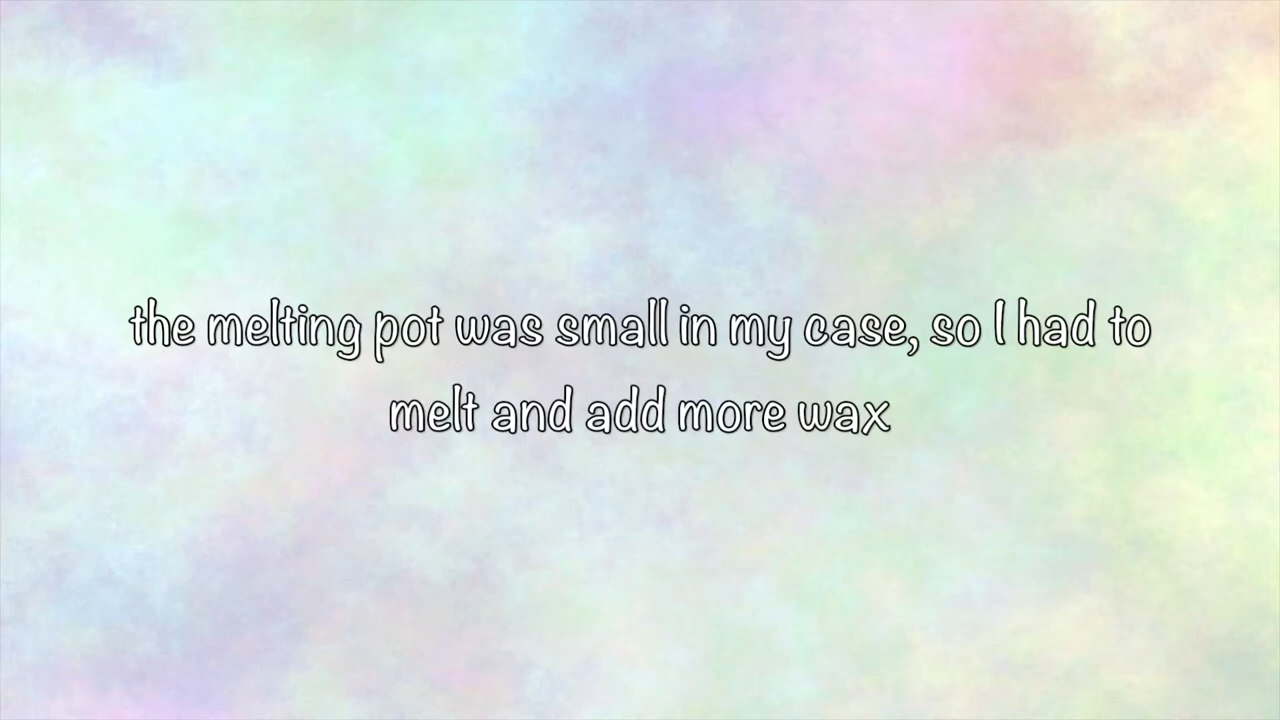 the melting pot was small in my case, so I had to
melt and add more wax